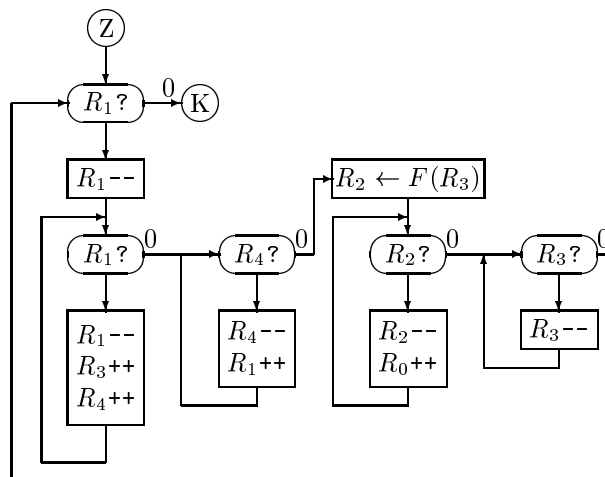 Z
R₁?
0
K
R₁--
R₂ ← F(R₃)
R₁?
0
R₄?
0
R₂?
0
R₃?
0
R₁--
R₃++
R₄++
R₄--
R₁++
R₂--
R₀++
R₃--